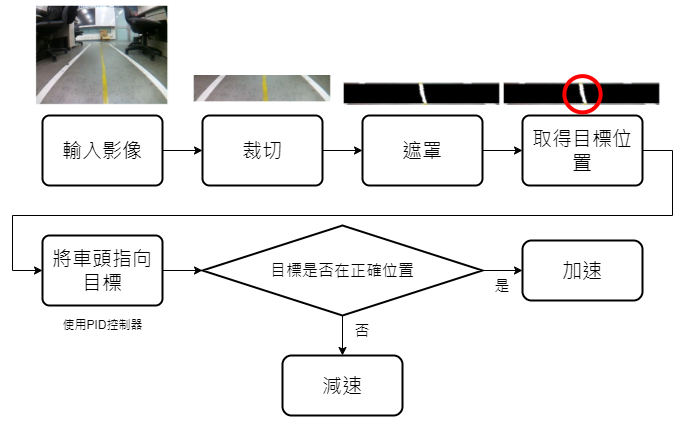 輸入影像
裁切
遮罩
取得目標位
置
將車頭指向
目標
使用PID控制器
目標是否在正確位置
是
加速
否
減速